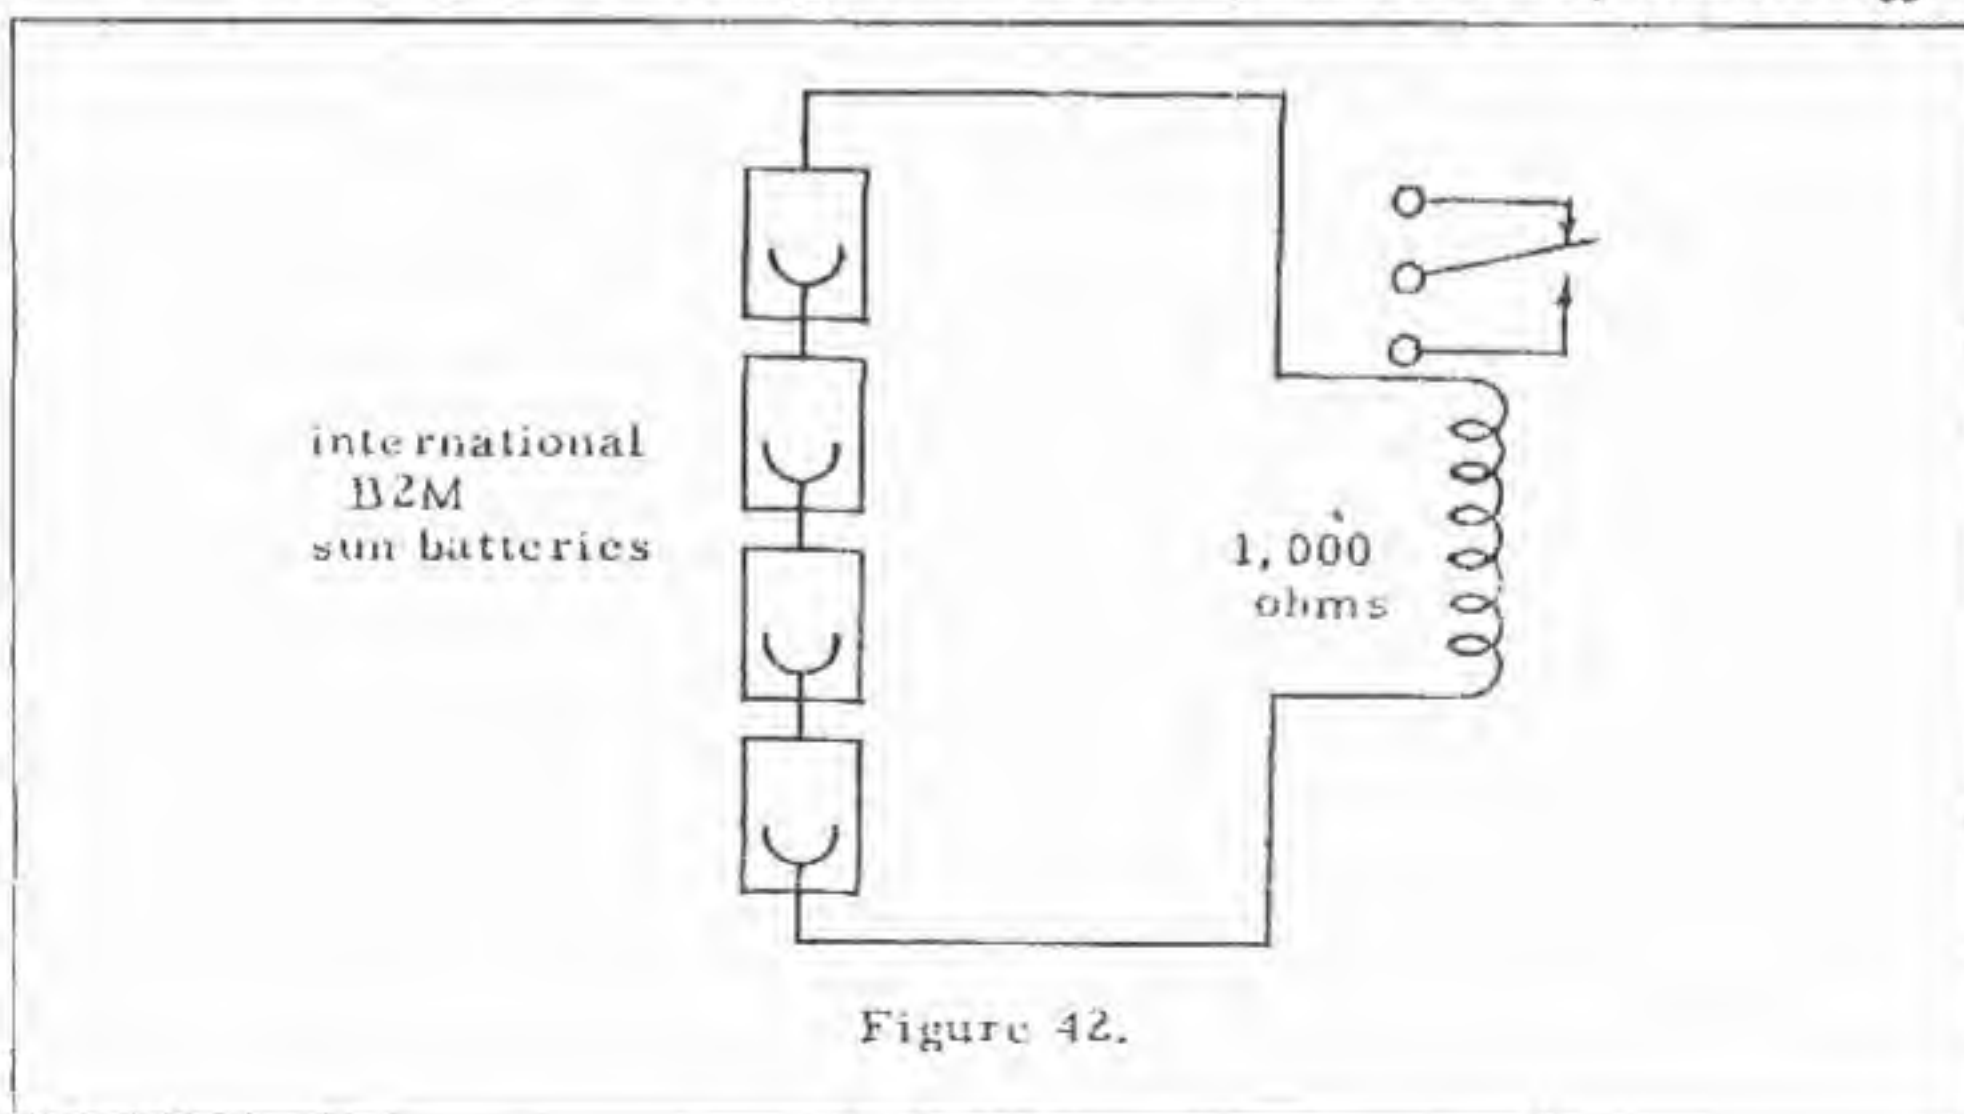 international
B2M
sun batteries
1,000
ohms
Figure 42.